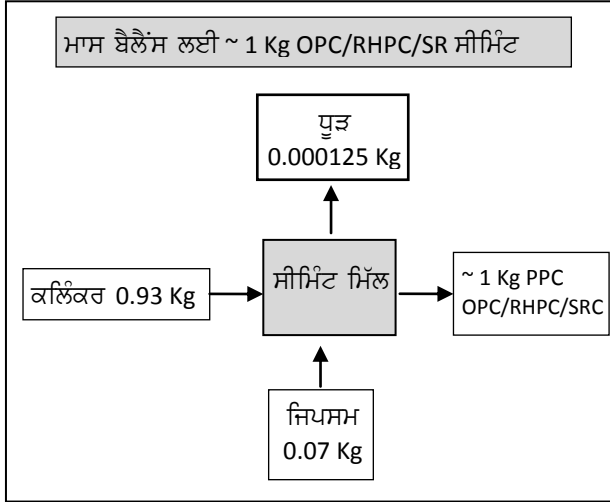 ਮਾਸ ਬੈਲੈਂਸ ਲਈ ~ 1 Kg OPC/RHPC/SR ਸੀਮਿੰਟ
ਧੂੜ
0.000125 Kg
ਕਲਿੰਕਰ 0.93 Kg
ਸੀਮਿੰਟ ਮਿੱਲ
~ 1 Kg PPC
OPC/RHPC/SRC
ਜਿਪਸਮ
0.07 Kg